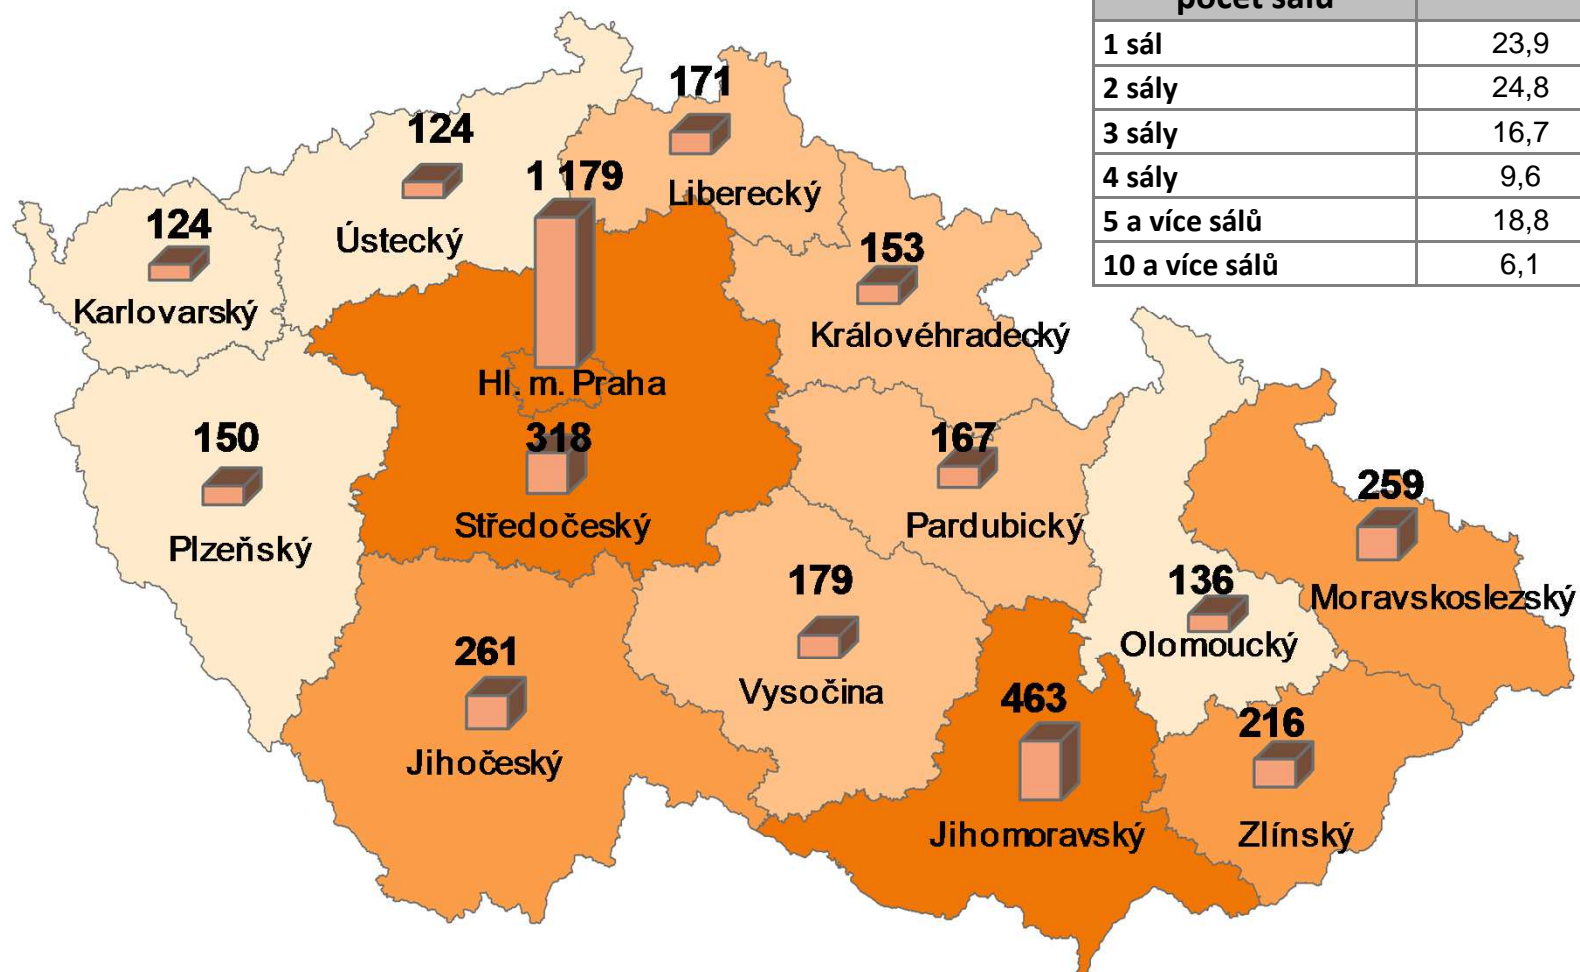 počet sálů
1 sál 23,9
2 sály 24,8
3 sály 16,7
4 sály 9,6
5 a více sálů 18,8
10 a více sálů 6,1
171
Liberecký
124
Ústecký
1 179
Hl. m. Praha
124
Karlovarský
153
Královéhradecký
150
Plzeňský
318
Středočeský
167
Pardubický
259
Moravskoslezský
136
Olomoucký
179
Vysočina
261
Jihočeský
463
Jihomoravský
216
Zlínský